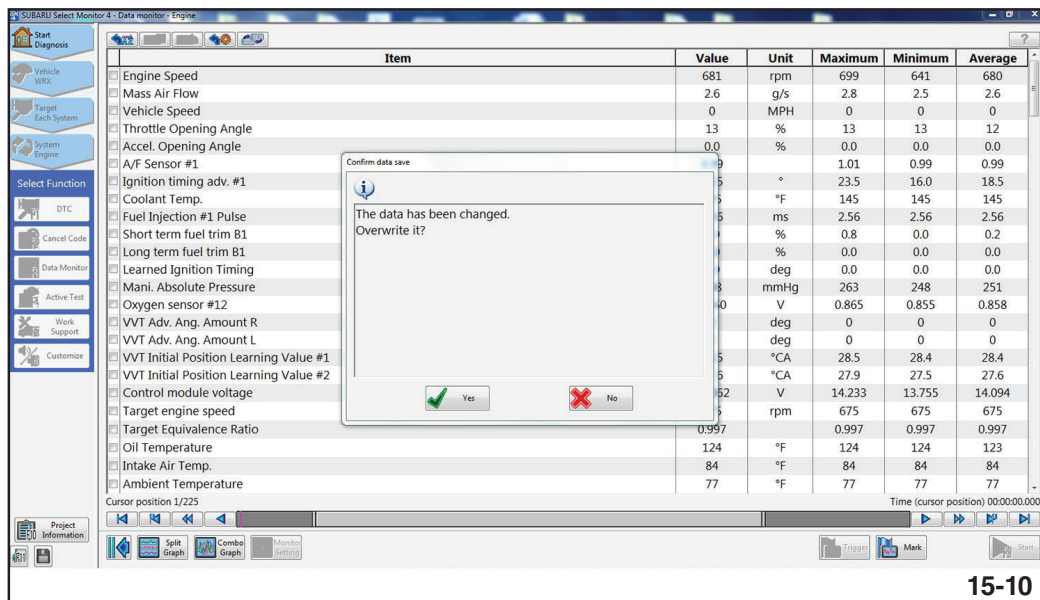 SUBARU Select Monitor 4 - Data monitor - Engine
Start
Diagnosis
Vehicle
WRX
Target
Each System
System
Engine
Select Function
DTC
Cancel Code
Data Monitor
Active Test
Work
Support
Customize
Project
Information
?
Item Value Unit Maximum Minimum Average
Engine Speed 681 rpm 699 641 680
Mass Air Flow 2.6 g/s 2.8 2.5 2.6
Vehicle Speed 0 MPH 0 0 0
Throttle Opening Angle 13 % 13 13 12
Accel. Opening Angle 0.0 % 0.0 0.0 0.0
A/F Sensor #1 1.01 0.99 0.99
Ignition timing adv. #1 ° 23.5 16.0 18.5
Coolant Temp. °F 145 145 145
Fuel Injection #1 Pulse ms 2.56 2.56 2.56
Short term fuel trim B1 % 0.8 0.0 0.2
Long term fuel trim B1 % 0.0 0.0 0.0
Learned Ignition Timing deg 0.0 0.0 0.0
Mani. Absolute Pressure mmHg 263 248 251
Oxygen sensor #12 V 0.865 0.855 0.858
VVT Adv. Ang. Amount R deg 0 0 0
VVT Adv. Ang. Amount L deg 0 0 0
VVT Initial Position Learning Value #1 °CA 28.5 28.4 28.4
VVT Initial Position Learning Value #2 °CA 27.9 27.5 27.6
Control module voltage V 14.233 13.755 14.094
Target engine speed rpm 675 675 675
Target Equivalence Ratio 0.997 0.997 0.997 0.997
Oil Temperature 124 °F 124 124 123
Intake Air Temp. 84 °F 84 84 84
Ambient Temperature 77 °F 77 77 77
Confirm data save
The data has been changed.
Overwrite it?
Yes No
Cursor position 1/225 Time (cursor position) 00:00:00.000
Split
Graph
Combo
Graph
Monitor
Setting
Trigger
Mark
Start
15-10